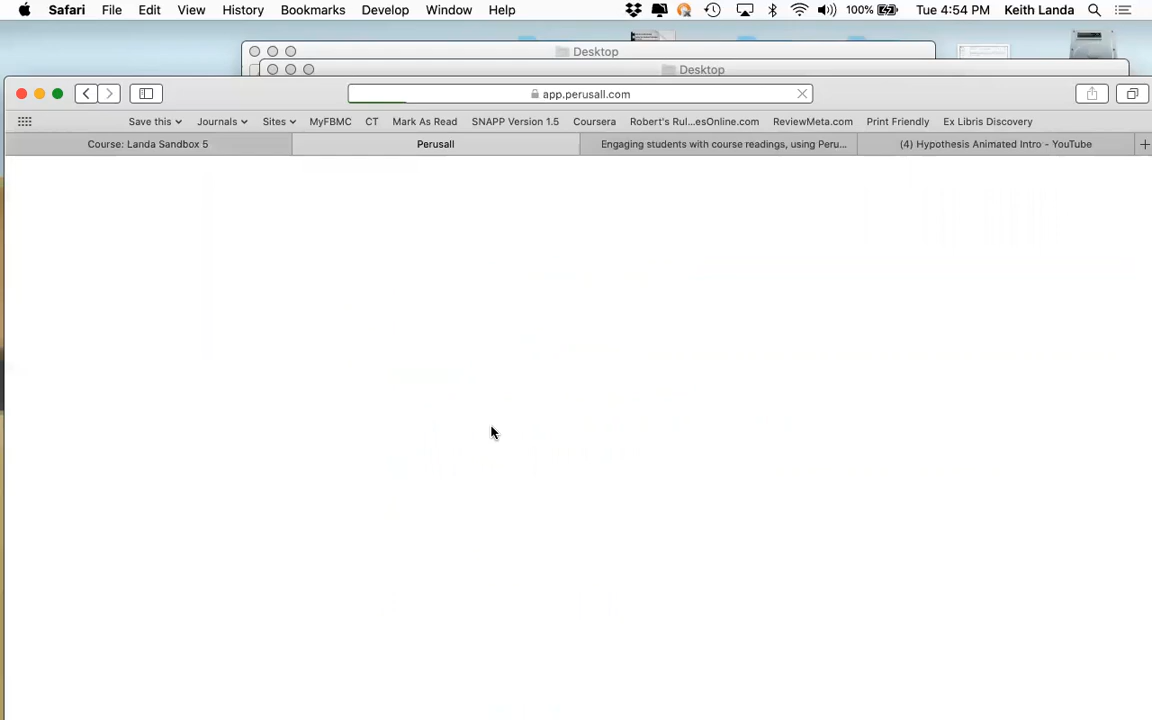 Safari File Edit View History Bookmarks Develop Window Help 100% Tue 4:54 PM Keith Landa
Desktop
Desktop
app.perusall.com
Save this Journals Sites MyFBMC CT Mark As Read SNAPP Version 1.5 Coursera Robert's Rul...esOnline.com ReviewMeta.com Print Friendly Ex Libris Discovery
Course: Landa Sandbox 5 Perusall Engaging students with course readings, using Peru... (4) Hypothesis Animated Intro - YouTube